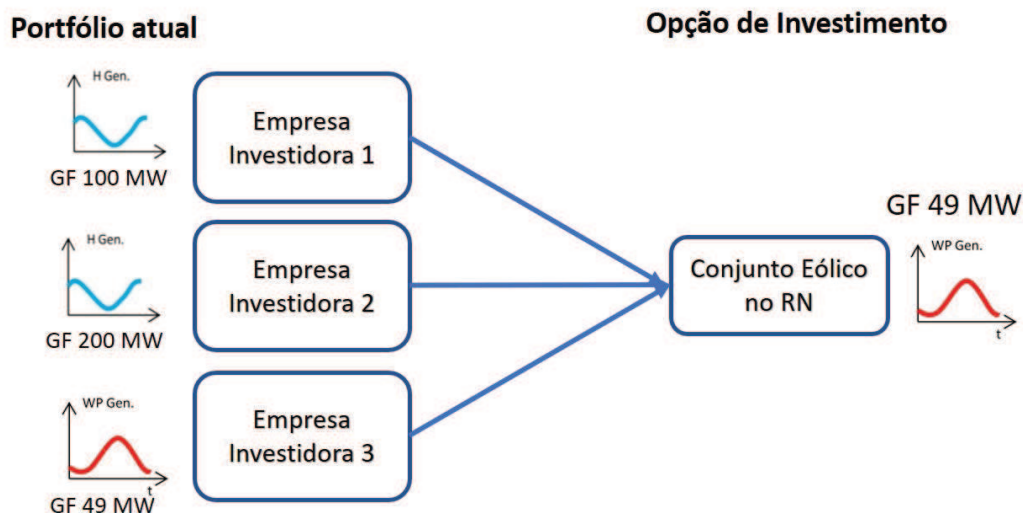 Portfólio atual
Opção de Investimento
H Gen.
GF 100 MW
Empresa
Investidora 1
H Gen.
GF 200 MW
Empresa
Investidora 2
WP Gen.
t
GF 49 MW
Empresa
Investidora 3
Conjunto Eólico
no RN
GF 49 MW
WP Gen.
t